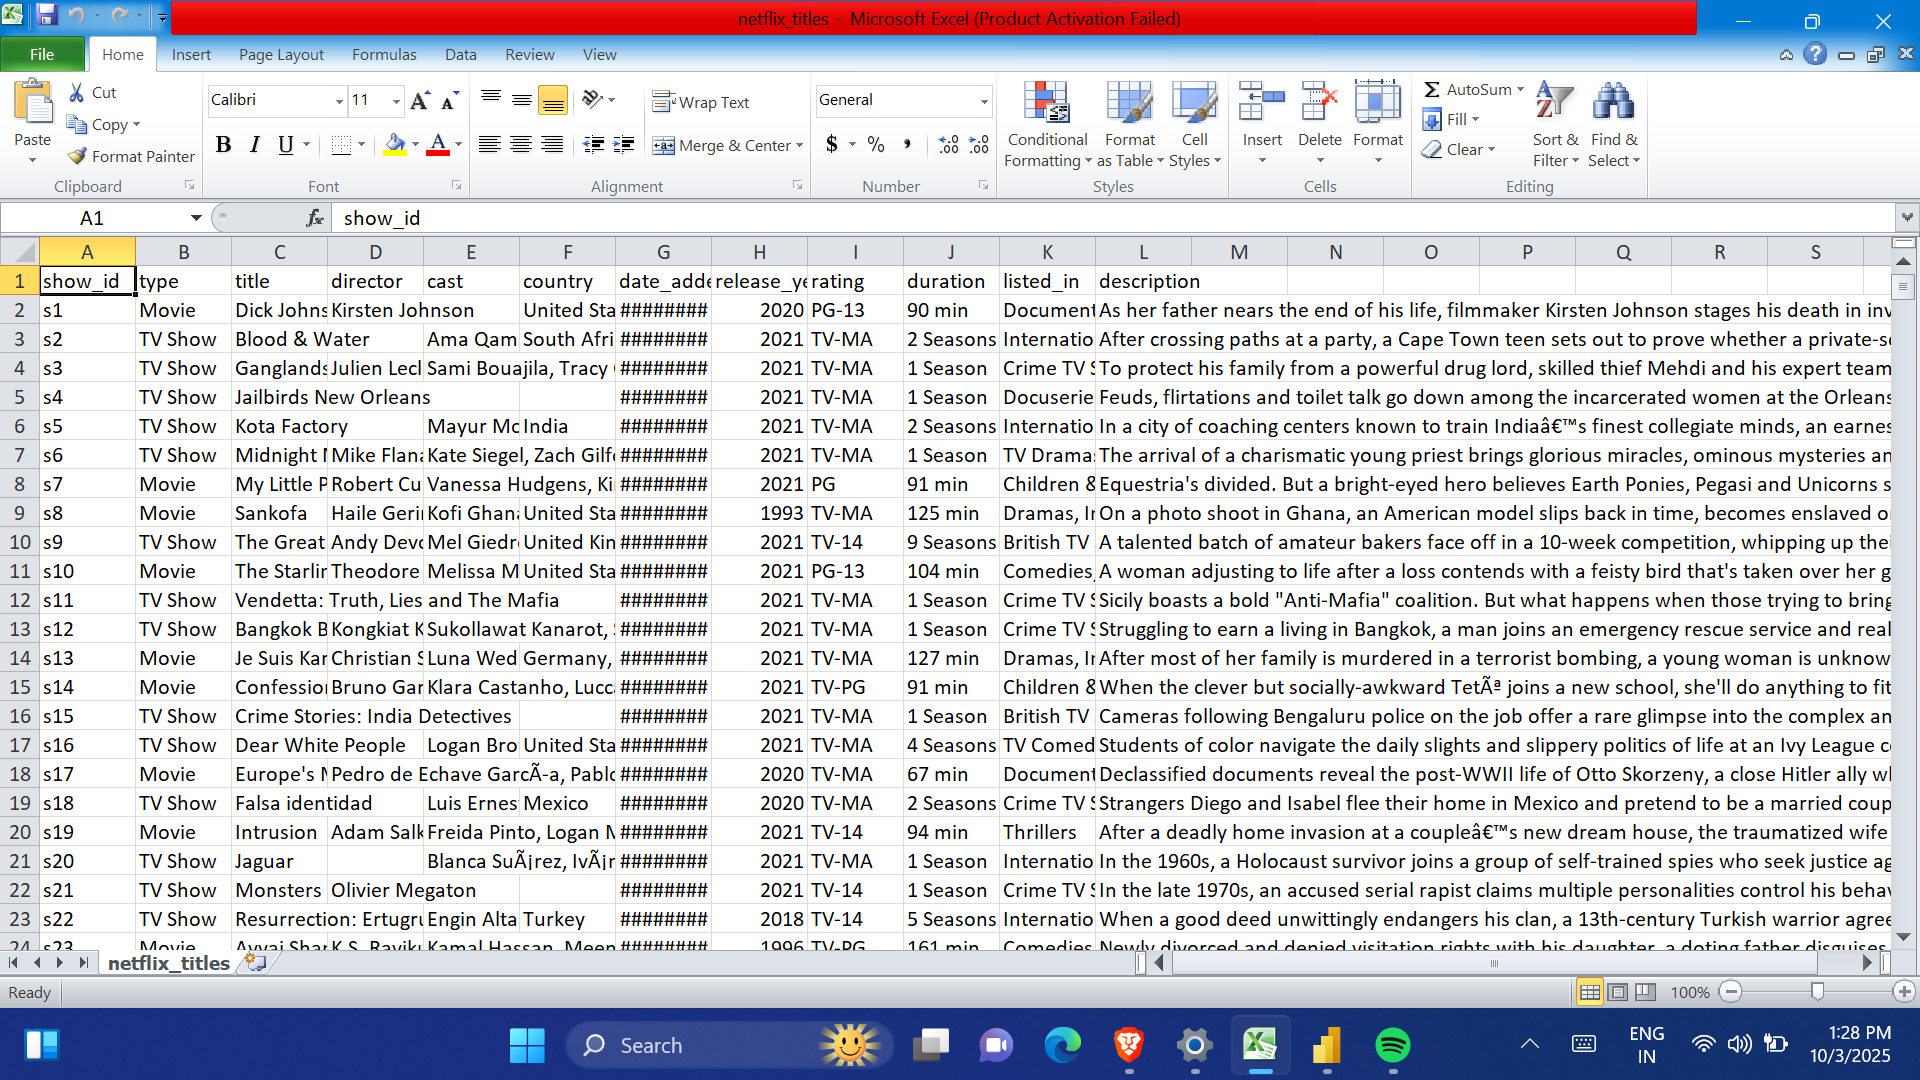 netflix_titles - Microsoft Excel (Product Activation Failed)
File Home Insert Page Layout Formulas Data Review View
Paste Cut Copy Format Painter Clipboard
Calibri 11 B I U Font
Wrap Text Merge & Center Alignment
General $ % , .0 .00 .00 .0 Number
Conditional Formatting Format as Table Cell Styles Styles
Insert Delete Format Cells
Σ AutoSum Fill Clear Sort & Filter Find & Select Editing
A1 fx show_id
A B C D E F G H I J K L M N O P Q R S
1 show_id type title director cast country date_adde release_ye rating duration listed_in description
2 s1 Movie Dick Johns Kirsten Johnson United Sta ######## 2020 PG-13 90 min Document As her father nears the end of his life, filmmaker Kirsten Johnson stages his death in inv
3 s2 TV Show Blood & Water Ama Qam South Afri ######## 2021 TV-MA 2 Seasons Internatio After crossing paths at a party, a Cape Town teen sets out to prove whether a private-s
4 s3 TV Show Ganglands Julien Lecl Sami Bouajila, Tracy ######## 2021 TV-MA 1 Season Crime TV S To protect his family from a powerful drug lord, skilled thief Mehdi and his expert team
5 s4 TV Show Jailbirds New Orleans ######## 2021 TV-MA 1 Season Docuserie Feuds, flirtations and toilet talk go down among the incarcerated women at the Orleans
6 s5 TV Show Kota Factory Mayur Mo India ######## 2021 TV-MA 2 Seasons Internatio In a city of coaching centers known to train Indiaâ€™s finest collegiate minds, an earnes
7 s6 TV Show Midnight M Mike Flana Kate Siegel, Zach Gilf ######## 2021 TV-MA 1 Season TV Drama The arrival of a charismatic young priest brings glorious miracles, ominous mysteries an
8 s7 Movie My Little P Robert Cu Vanessa Hudgens, Ki ######## 2021 PG 91 min Children & Equestria's divided. But a bright-eyed hero believes Earth Ponies, Pegasi and Unicorns s
9 s8 Movie Sankofa Haile Geri Kofi Ghana United Sta ######## 1993 TV-MA 125 min Dramas, In On a photo shoot in Ghana, an American model slips back in time, becomes enslaved o
10 s9 TV Show The Great Andy Devo Mel Giedr United Kin ######## 2021 TV-14 9 Seasons British TV A talented batch of amateur bakers face off in a 10-week competition, whipping up thei
11 s10 Movie The Starlin Theodore Melissa M United Sta ######## 2021 PG-13 104 min Comedies, A woman adjusting to life after a loss contends with a feisty bird that's taken over her g
12 s11 TV Show Vendetta: Truth, Lies and The Mafia ######## 2021 TV-MA 1 Season Crime TV S Sicily boasts a bold "Anti-Mafia" coalition. But what happens when those trying to bring
13 s12 TV Show Bangkok B Kongkiat K Sukollawat Kanarot, S ######## 2021 TV-MA 1 Season Crime TV S Struggling to earn a living in Bangkok, a man joins an emergency rescue service and real
14 s13 Movie Je Suis Kar Christian S Luna Wed Germany, ######## 2021 TV-MA 127 min Dramas, In After most of her family is murdered in a terrorist bombing, a young woman is unknow
15 s14 Movie Confession Bruno Gar Klara Castanho, Lucca ######## 2021 TV-PG 91 min Children & When the clever but socially-awkward TetÃª joins a new school, she'll do anything to fit
16 s15 TV Show Crime Stories: India Detectives ######## 2021 TV-MA 1 Season British TV Cameras following Bengaluru police on the job offer a rare glimpse into the complex an
17 s16 TV Show Dear White People Logan Bro United Sta ######## 2021 TV-MA 4 Seasons TV Comed Students of color navigate the daily slights and slippery politics of life at an Ivy League c
18 s17 Movie Europe's M Pedro de Echave GarcÃ-a, Pablo ######## 2020 TV-MA 67 min Document Declassified documents reveal the post-WWII life of Otto Skorzeny, a close Hitler ally w
19 s18 TV Show Falsa identidad Luis Ernes Mexico ######## 2020 TV-MA 2 Seasons Crime TV S Strangers Diego and Isabel flee their home in Mexico and pretend to be a married coup
20 s19 Movie Intrusion Adam Salk Freida Pinto, Logan M ######## 2021 TV-14 94 min Thrillers After a deadly home invasion at a coupleâ€™s new dream house, the traumatized wife
21 s20 TV Show Jaguar Blanca SuÃ¡rez, IvÃ¡n ######## 2021 TV-MA 1 Season Internatio In the 1960s, a Holocaust survivor joins a group of self-trained spies who seek justice ag
22 s21 TV Show Monsters Olivier Megaton ######## 2021 TV-14 1 Season Crime TV S In the late 1970s, an accused serial rapist claims multiple personalities control his behav
23 s22 TV Show Resurrection: Ertugru Engin Alta Turkey ######## 2018 TV-14 5 Seasons Internatio When a good deed unwittingly endangers his clan, a 13th-century Turkish warrior agree
24 s23 Movie Avvai Shan K.S. Raviku Kamal Hassan, Meen ######## 1996 TV-PG 161 min Comedies Newly divorced and denied visitation rights with his daughter, a doting father disguises
netflix_titles
Ready 100%
Search ENG IN 1:28 PM 10/3/2025